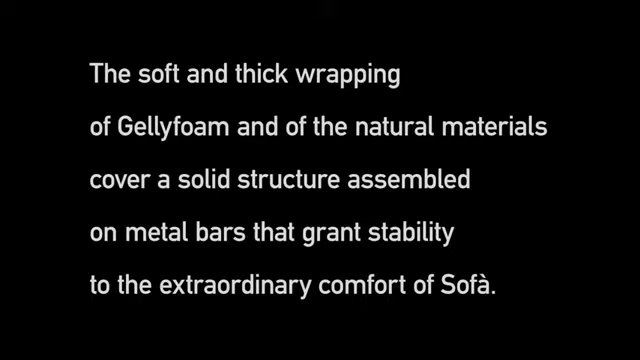 The soft and thick wrapping
of Gellyfoam and of the natural materials
cover a solid structure assembled
on metal bars that grant stability
to the extraordinary comfort of Sofà.